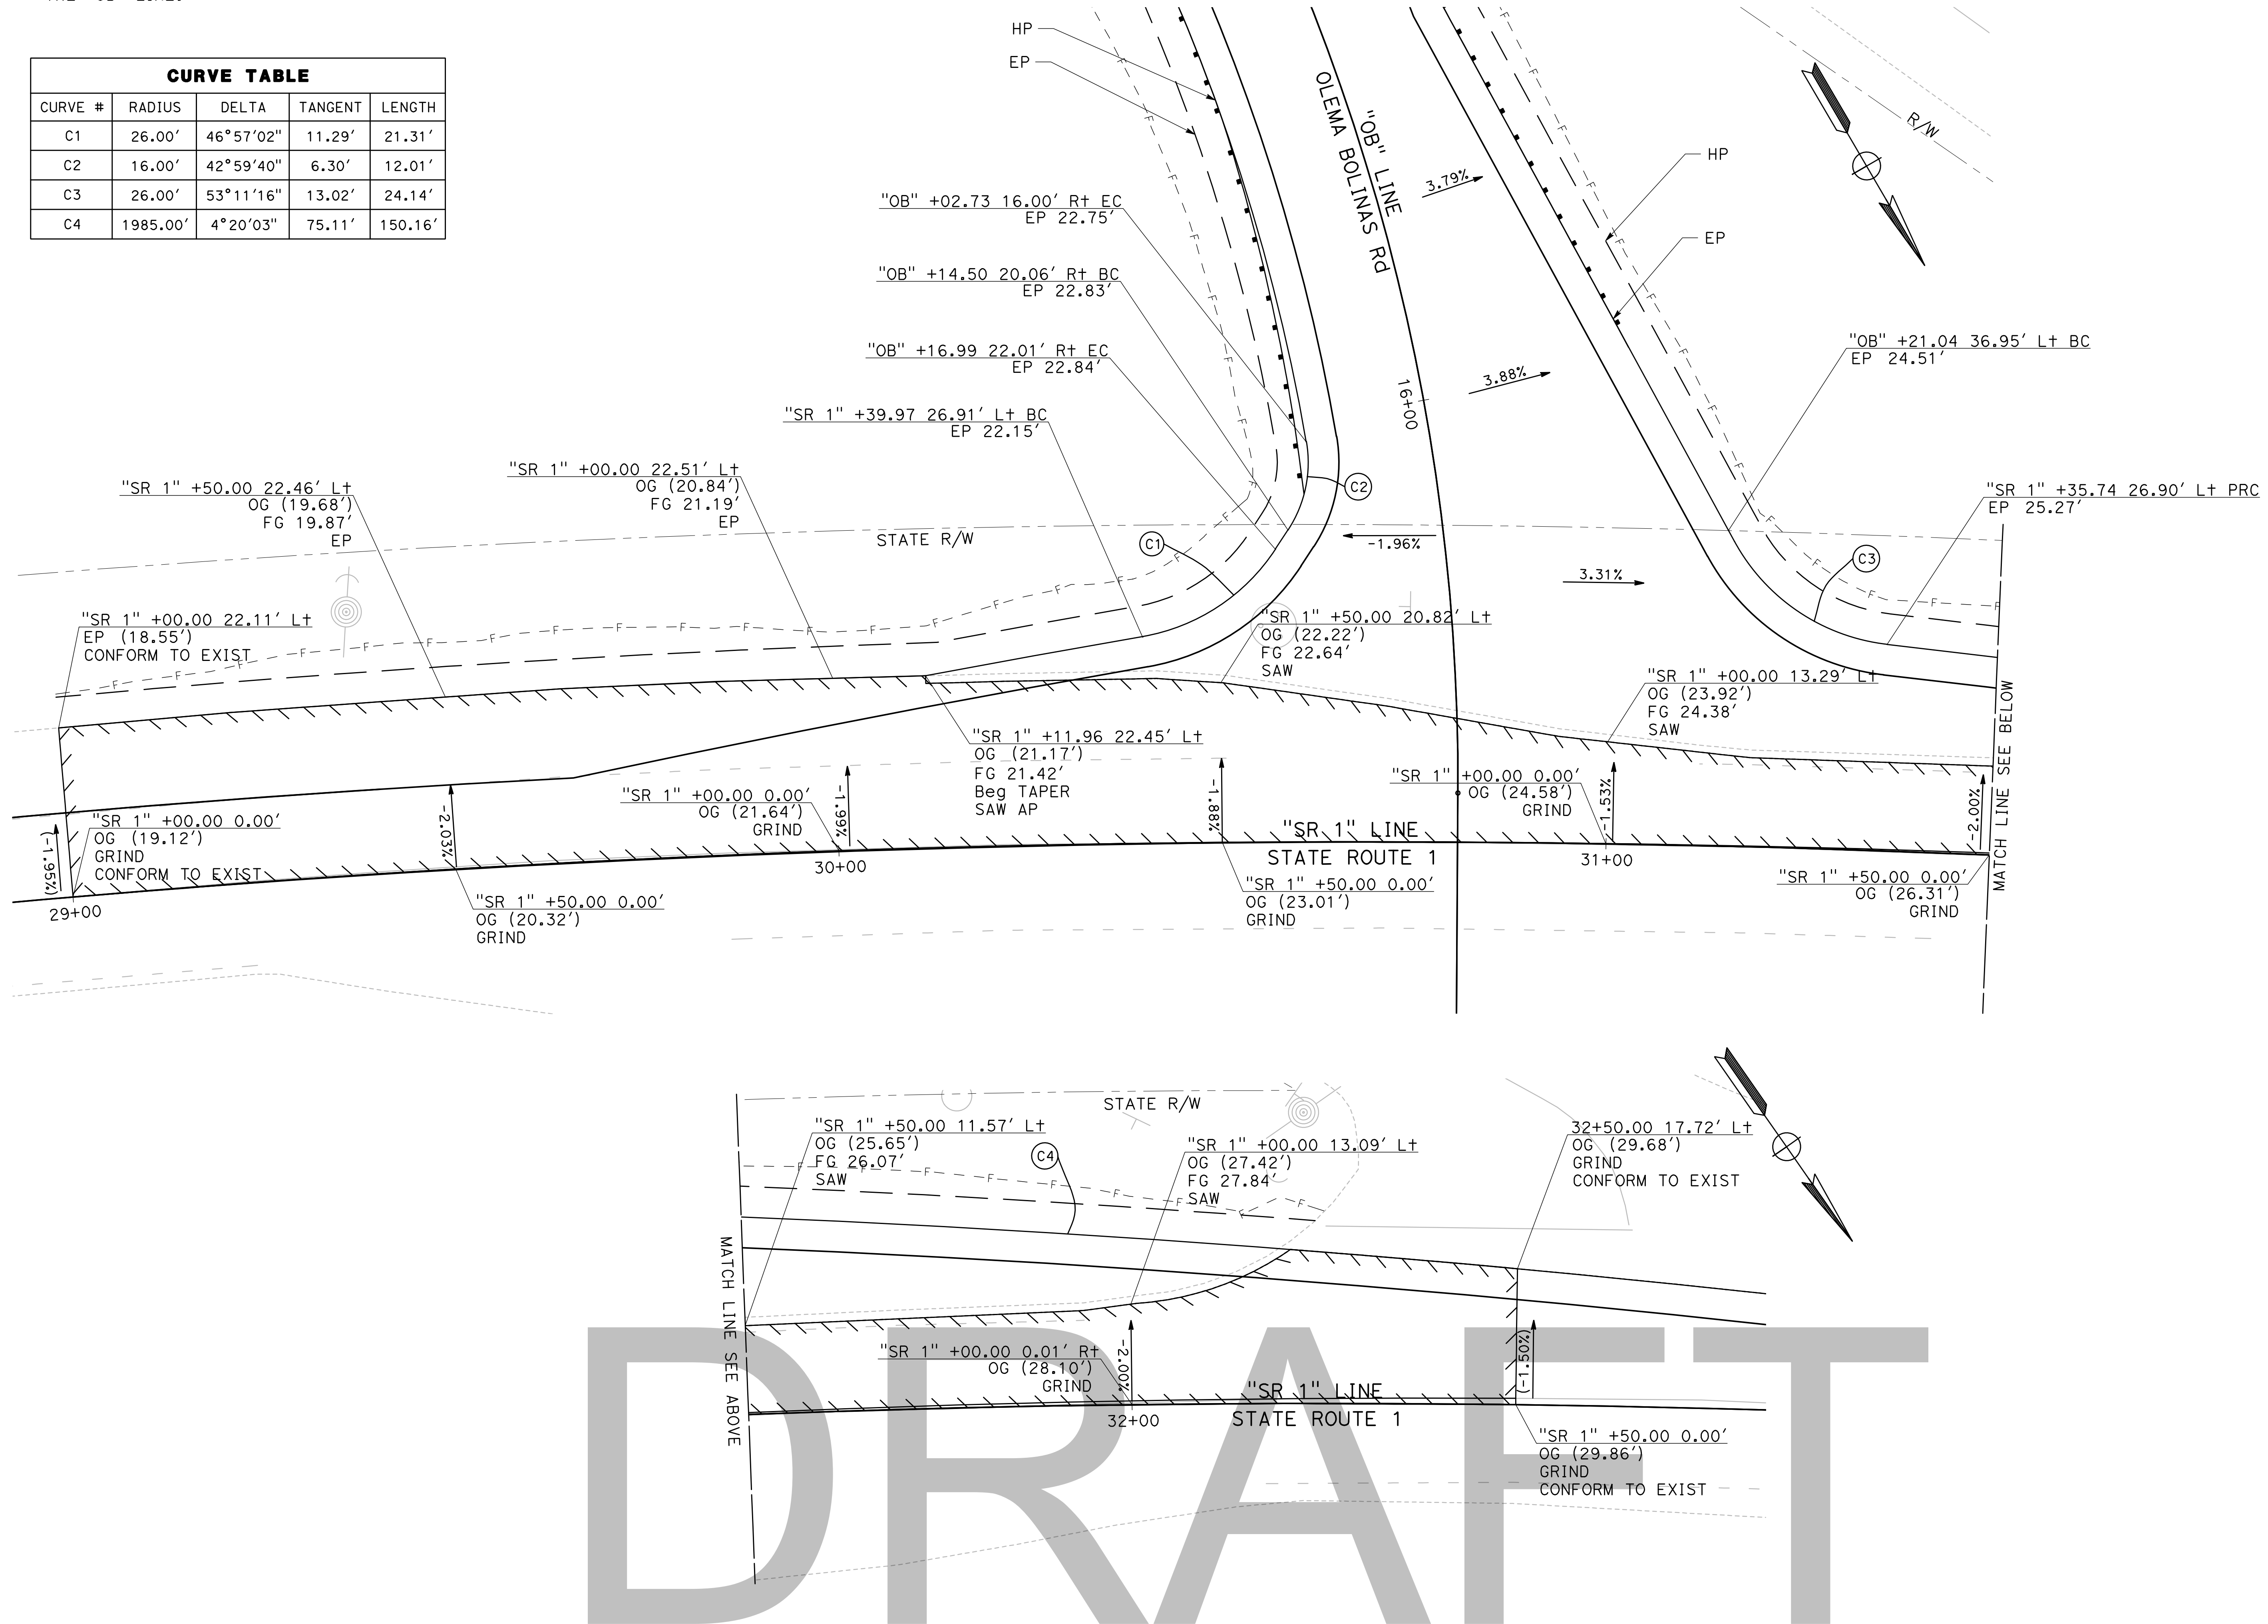 CURVE TABLE
CURVE # RADIUS DELTA TANGENT LENGTH
C1 26.00' 46°57'02" 11.29' 21.31'
C2 16.00' 42°59'40" 6.30' 12.01'
C3 26.00' 53°11'16" 13.02' 24.14'
C4 1985.00' 4°20'03" 75.11' 150.16'
HP
EP
"OB" LINE
OLEMA BOLINAS Rd
R/W
3.79%
HP
EP
"OB" +02.73 16.00' Rt EC
EP 22.75'
"OB" +14.50 20.06' Rt BC
EP 22.83'
"OB" +16.99 22.01' Rt EC
EP 22.84'
"SR 1" +39.97 26.91' Lt BC
EP 22.15'
3.88%
16+00
"OB" +21.04 36.95' Lt BC
EP 24.51'
"SR 1" +35.74 26.90' Lt PRC
EP 25.27'
"SR 1" +50.00 22.46' Lt
OG (19.68')
FG 19.87'
EP
"SR 1" +00.00 22.51' Lt
OG (20.84')
FG 21.19'
EP
C2
STATE R/W
C1
-1.96%
3.31%
C3
"SR 1" +00.00 22.11' Lt
EP (18.55')
CONFORM TO EXIST
"SR 1" +50.00 20.82' Lt
OG (22.22')
FG 22.64'
SAW
"SR 1" +00.00 13.29' Lt
OG (23.92')
FG 24.38'
SAW
"SR 1" +11.96 22.45' Lt
OG (21.17')
FG 21.42'
Beg TAPER
SAW AP
"SR 1" +00.00 0.00'
OG (19.12')
GRIND
CONFORM TO EXIST
(-1.95%)
-2.03%
"SR 1" +00.00 0.00'
OG (21.64')
GRIND
-1.99%
-1.88%
"SR 1" +00.00 0.00'
OG (24.58')
GRIND
-1.53%
-2.00%
MATCH LINE SEE BELOW
"SR 1" LINE
STATE ROUTE 1
29+00
30+00
31+00
"SR 1" +50.00 0.00'
OG (20.32')
GRIND
"SR 1" +50.00 0.00'
OG (23.01')
GRIND
"SR 1" +50.00 0.00'
OG (26.31')
GRIND
STATE R/W
"SR 1" +50.00 11.57' Lt
OG (25.65')
FG 26.07'
SAW
C4
"SR 1" +00.00 13.09' Lt
OG (27.42')
FG 27.84'
SAW
32+50.00 17.72' Lt
OG (29.68')
GRIND
CONFORM TO EXIST
MATCH LINE SEE ABOVE
"SR 1" +00.00 0.01' Rt
OG (28.10')
GRIND
-2.00%
(-1.50%)
"SR 1" LINE
STATE ROUTE 1
32+00
"SR 1" +50.00 0.00'
OG (29.86')
GRIND
CONFORM TO EXIST
DRAFT